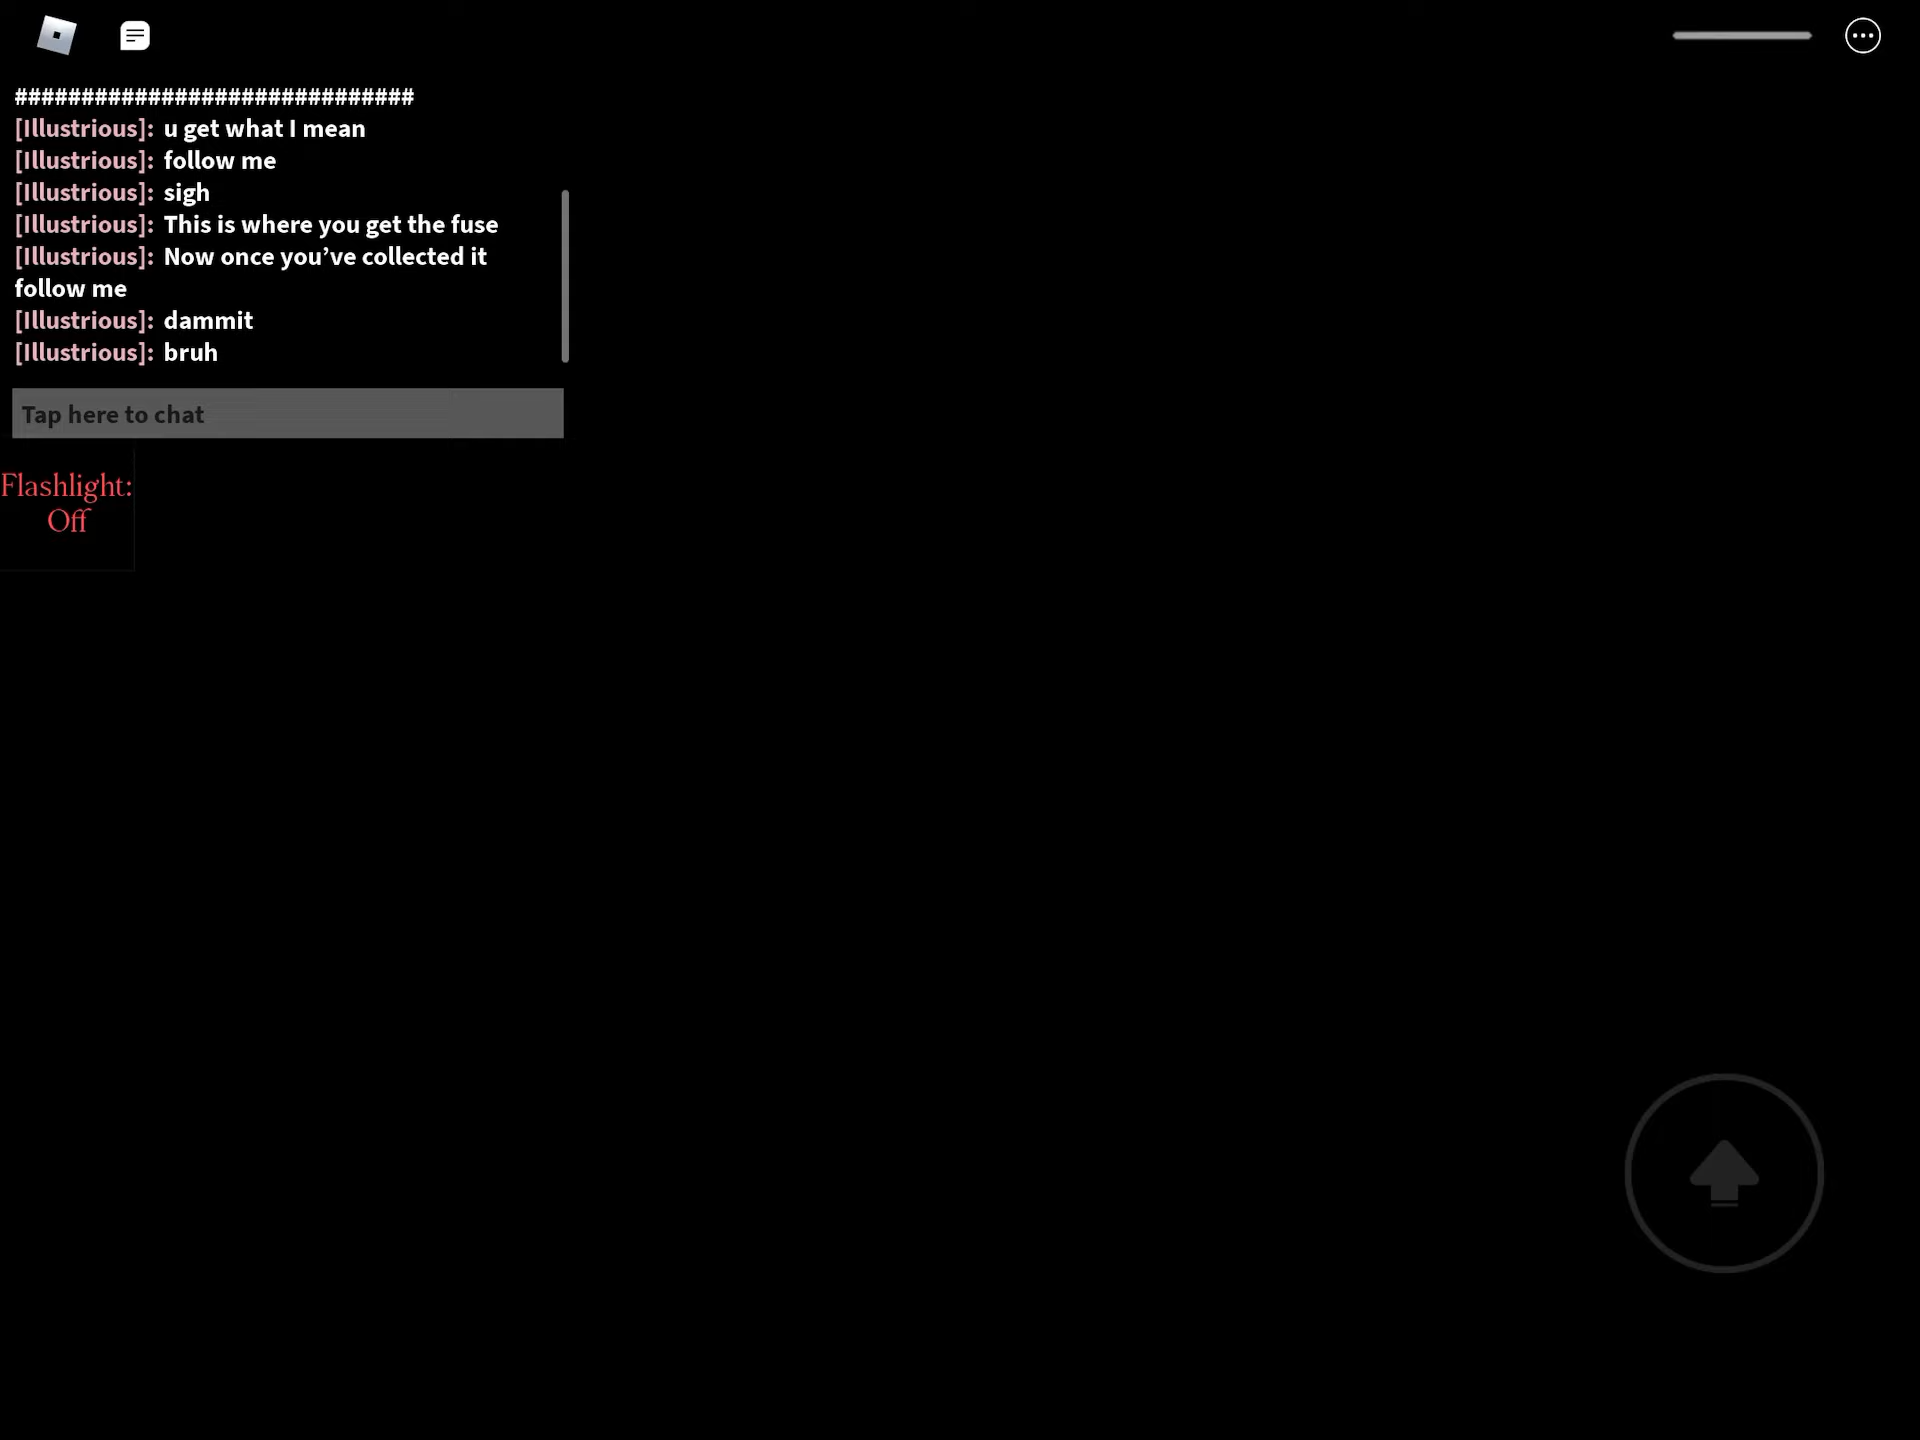 ##############################
[Illustrious]: u get what I mean
[Illustrious]: follow me
[Illustrious]: sigh
[Illustrious]: This is where you get the fuse
[Illustrious]: Now once you’ve collected it
follow me
[Illustrious]: dammit
[Illustrious]: bruh
Tap here to chat
Flashlight:
Off